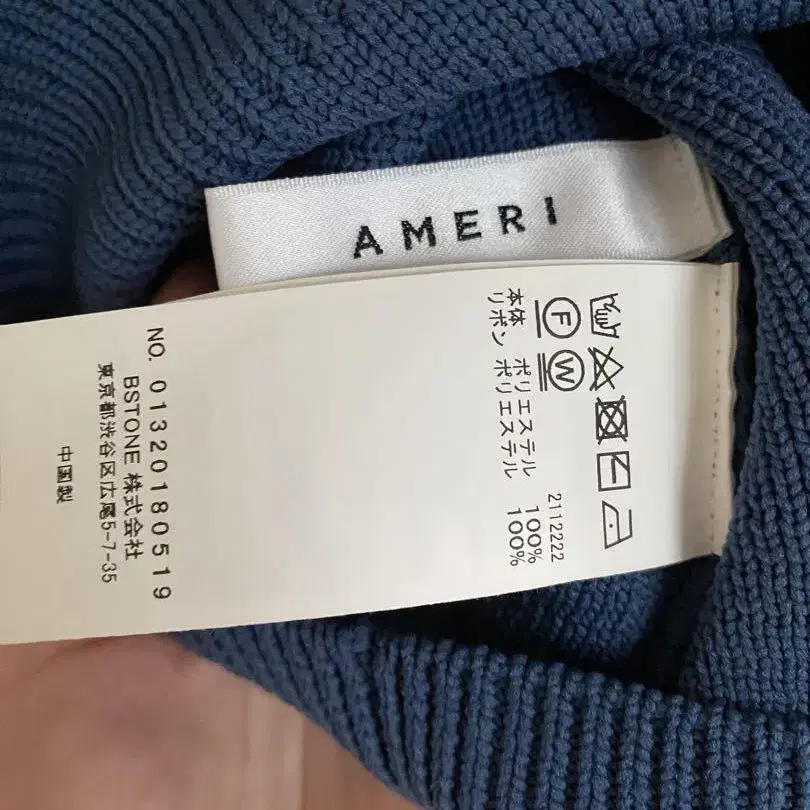 AMERI
F
W
2112222
本体 ポリエステル 100%
リボン ポリエステル 100%
NO. 01320180519
BSTONE 株式会社
東京都渋谷区広尾5-7-35
中国製